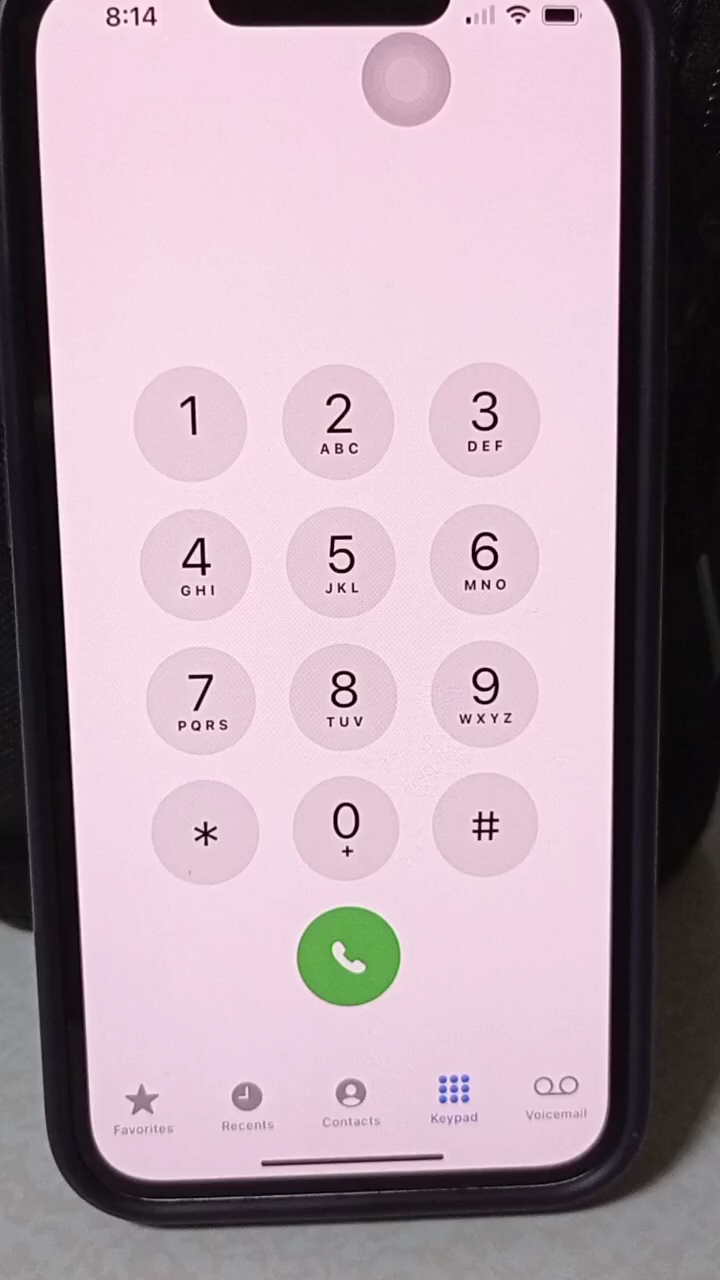 8:14
1 2 3
ABC DEF
4 5 6
GHI JKL MNO
7 8 9
PQRS TUV WXYZ
* 0 #
+
Favorites Recents Contacts Keypad Voicemail